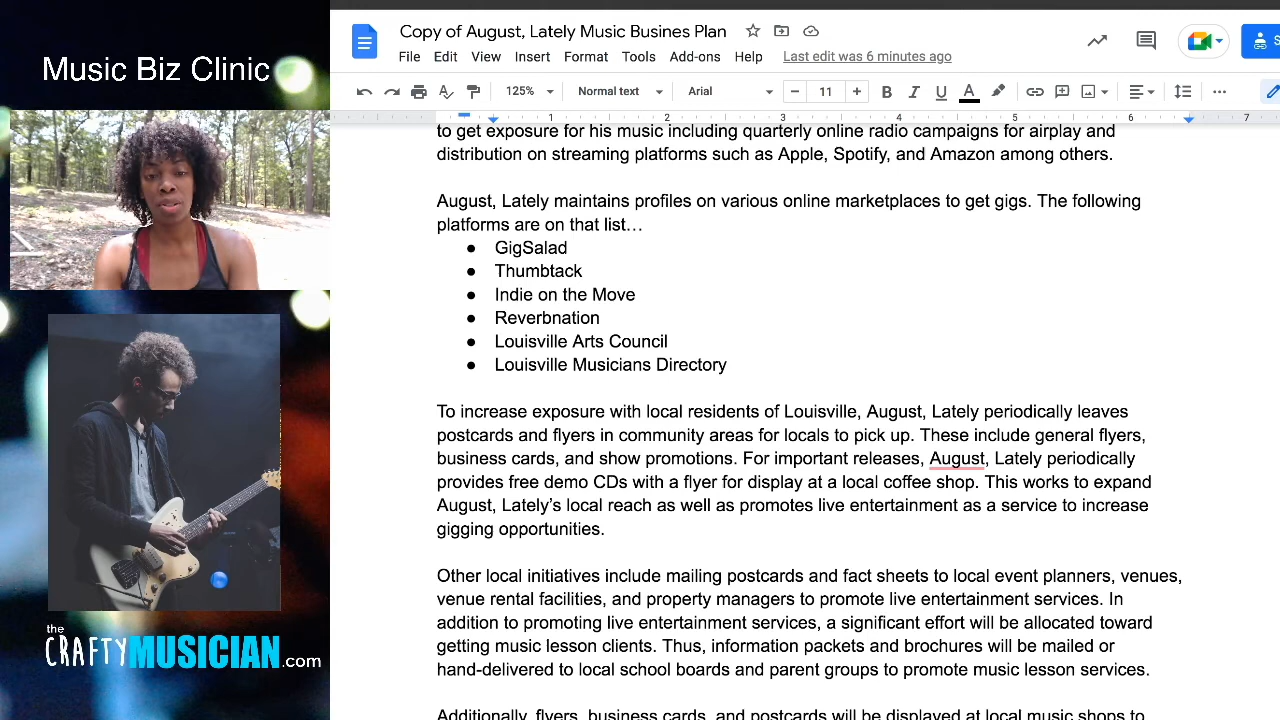 Music Biz Clinic
the
CRAFTY MUSICIAN.com
Copy of August, Lately Music Busines Plan
File Edit View Insert Format Tools Add-ons Help Last edit was 6 minutes ago
125% Normal text Arial 11 B I U A
1 2 3 4 5 6 7
to get exposure for his music including quarterly online radio campaigns for airplay and
distribution on streaming platforms such as Apple, Spotify, and Amazon among others.
August, Lately maintains profiles on various online marketplaces to get gigs. The following
platforms are on that list…
● GigSalad
● Thumbtack
● Indie on the Move
● Reverbnation
● Louisville Arts Council
● Louisville Musicians Directory
To increase exposure with local residents of Louisville, August, Lately periodically leaves
postcards and flyers in community areas for locals to pick up. These include general flyers,
business cards, and show promotions. For important releases, August, Lately periodically
provides free demo CDs with a flyer for display at a local coffee shop. This works to expand
August, Lately’s local reach as well as promotes live entertainment as a service to increase
gigging opportunities.
Other local initiatives include mailing postcards and fact sheets to local event planners, venues,
venue rental facilities, and property managers to promote live entertainment services. In
addition to promoting live entertainment services, a significant effort will be allocated toward
getting music lesson clients. Thus, information packets and brochures will be mailed or
hand-delivered to local school boards and parent groups to promote music lesson services.
Additionally, flyers, business cards, and postcards will be displayed at local music shops to